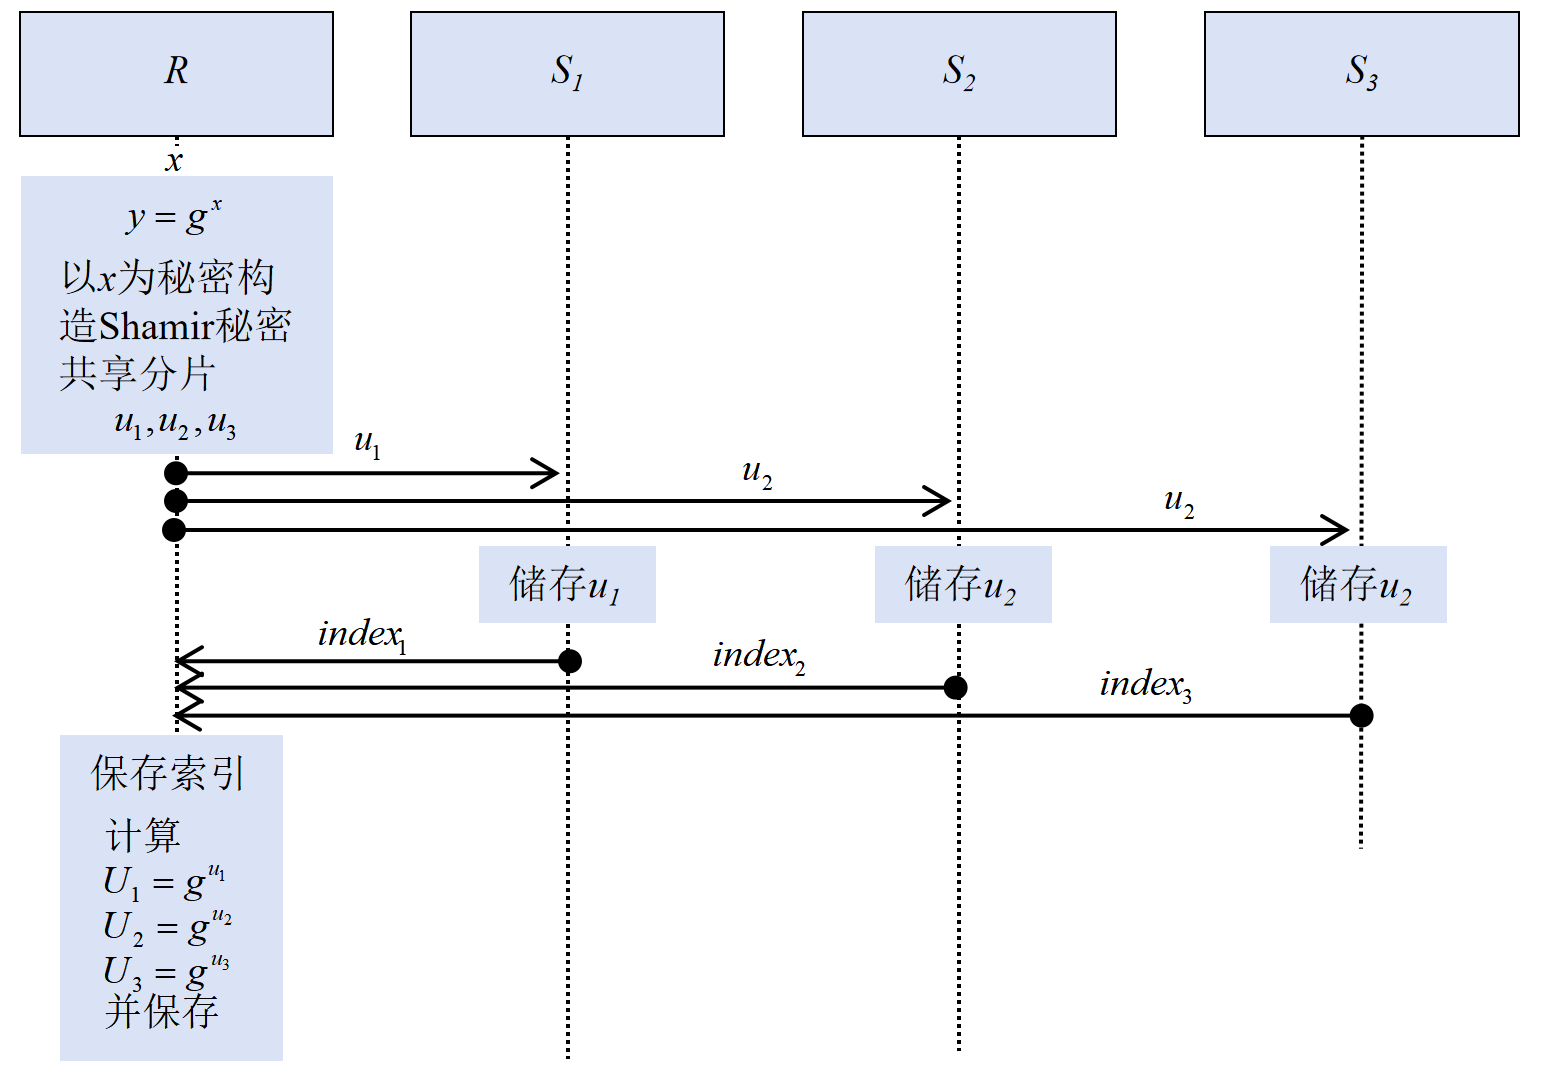 R
S₁
S₂
S₃
x
y = gˣ
以x为秘密构
造Shamir秘密
共享分片
u₁,u₂,u₃
u₁
u₂
u₂
储存u₁
储存u₂
储存u₂
index₁
index₂
index₃
保存索引
计算
U₁ = g^{u₁}
U₂ = g^{u₂}
U₃ = g^{u₃}
并保存